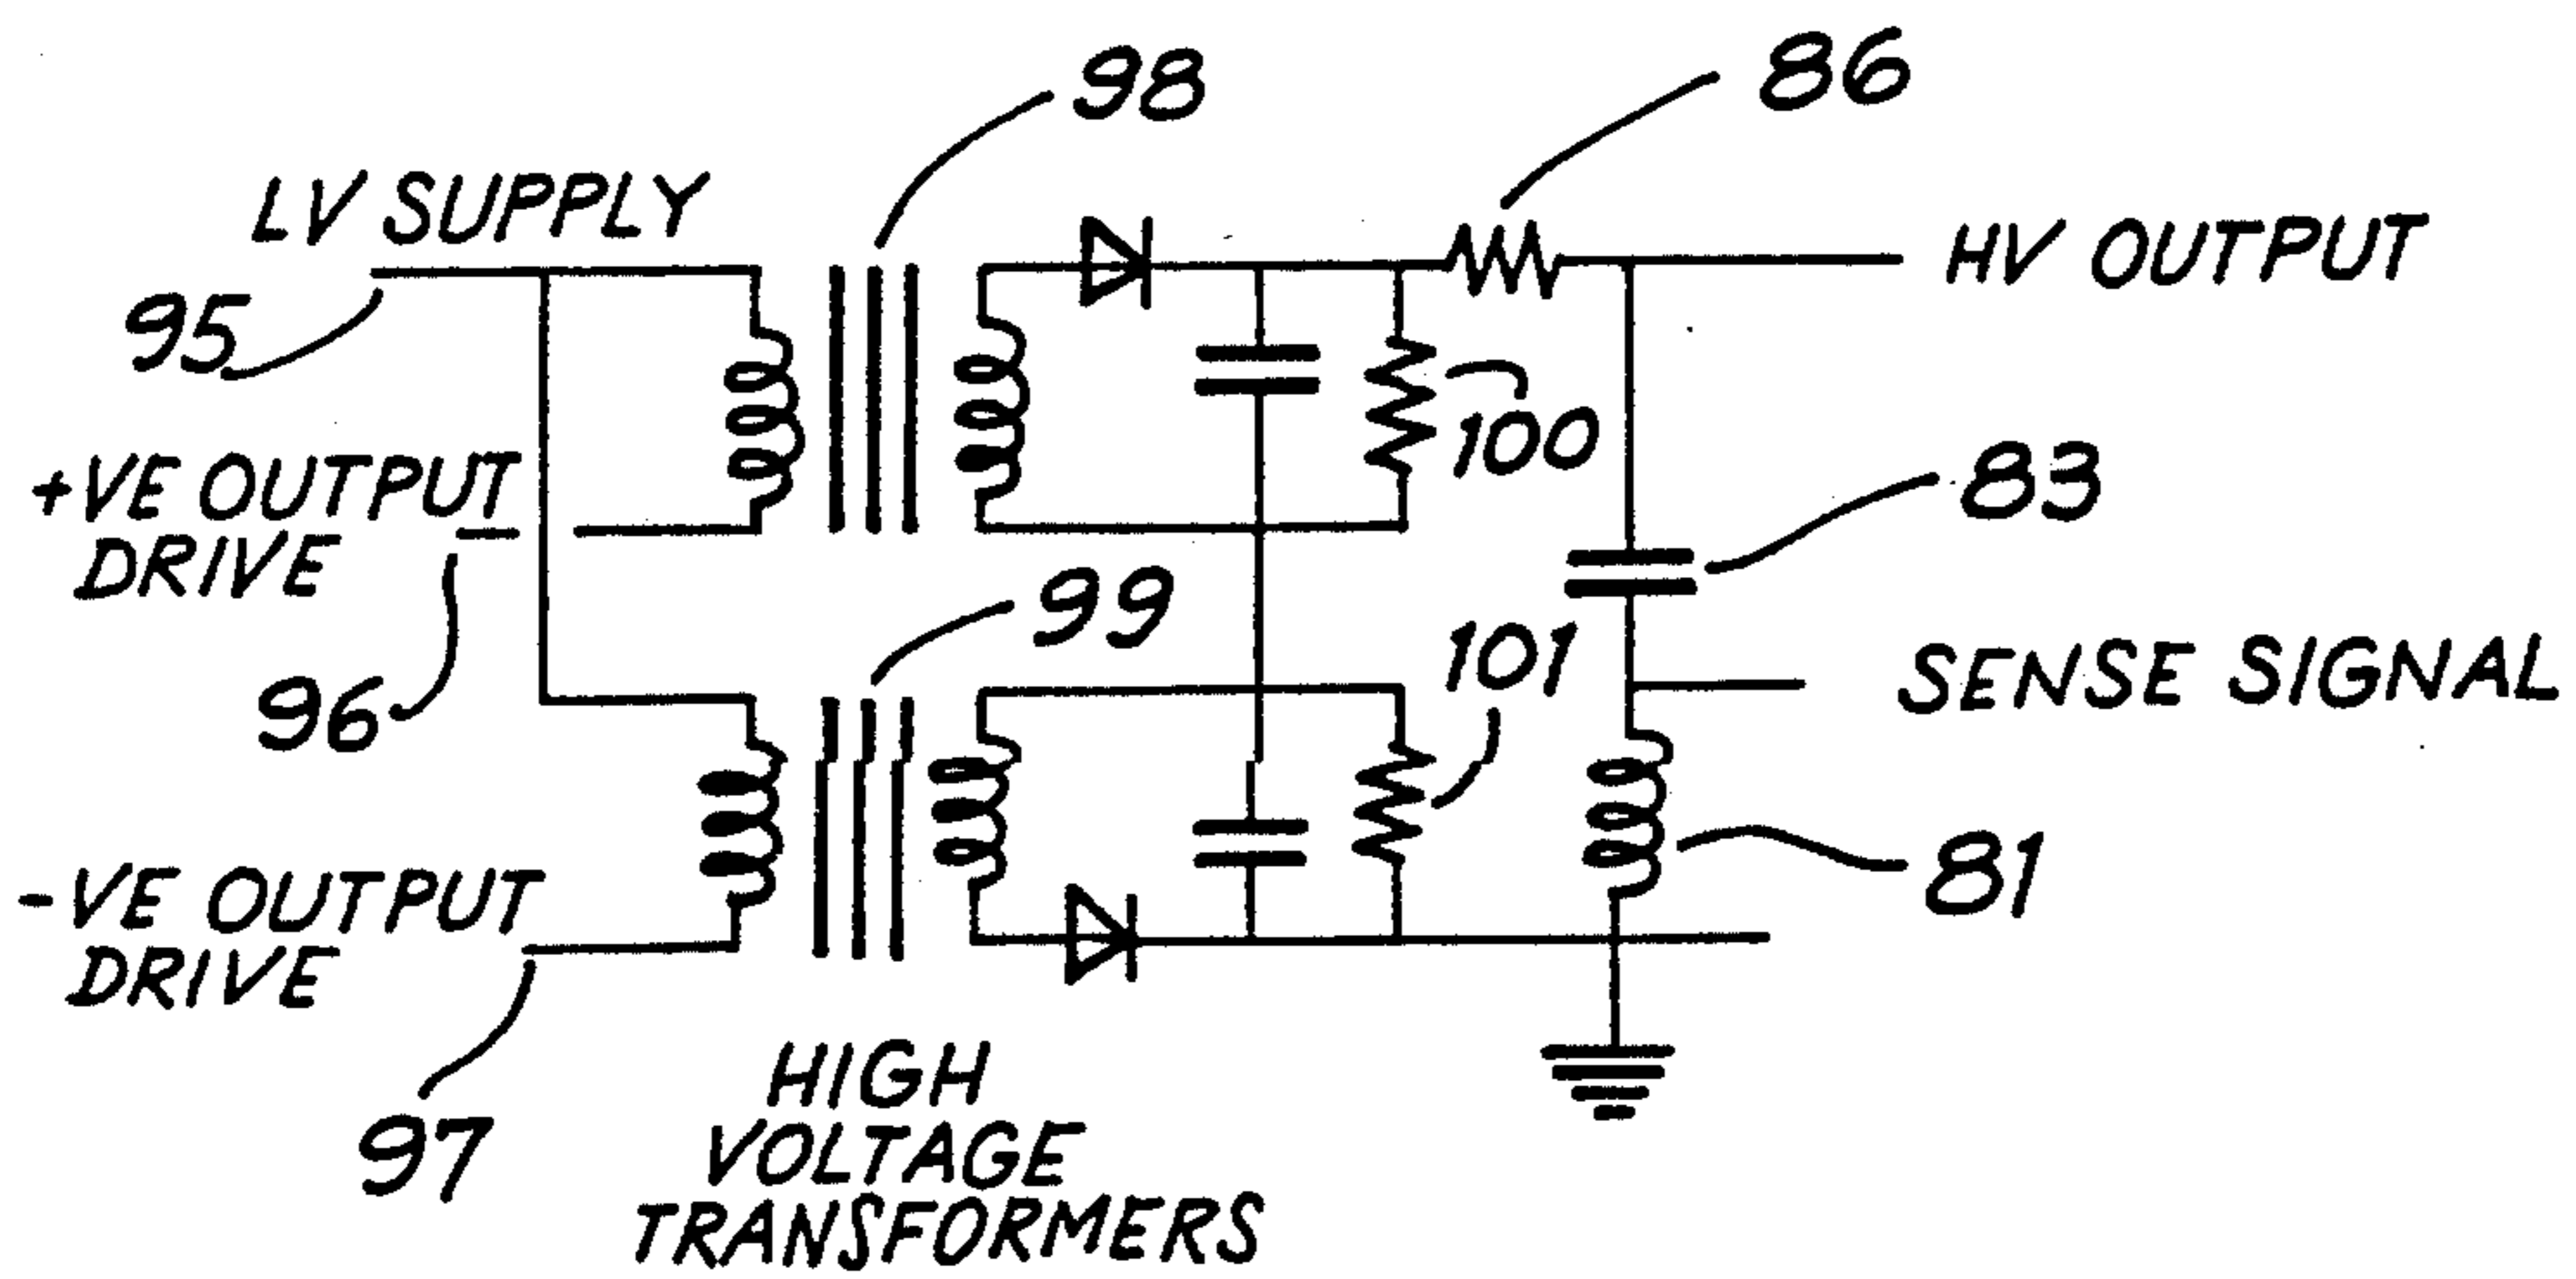 98
86
LV SUPPLY
HV OUTPUT
95
100
+VE OUTPUT
DRIVE
83
99
96
101
SENSE SIGNAL
81
-VE OUTPUT
DRIVE
97
HIGH
VOLTAGE
TRANSFORMERS